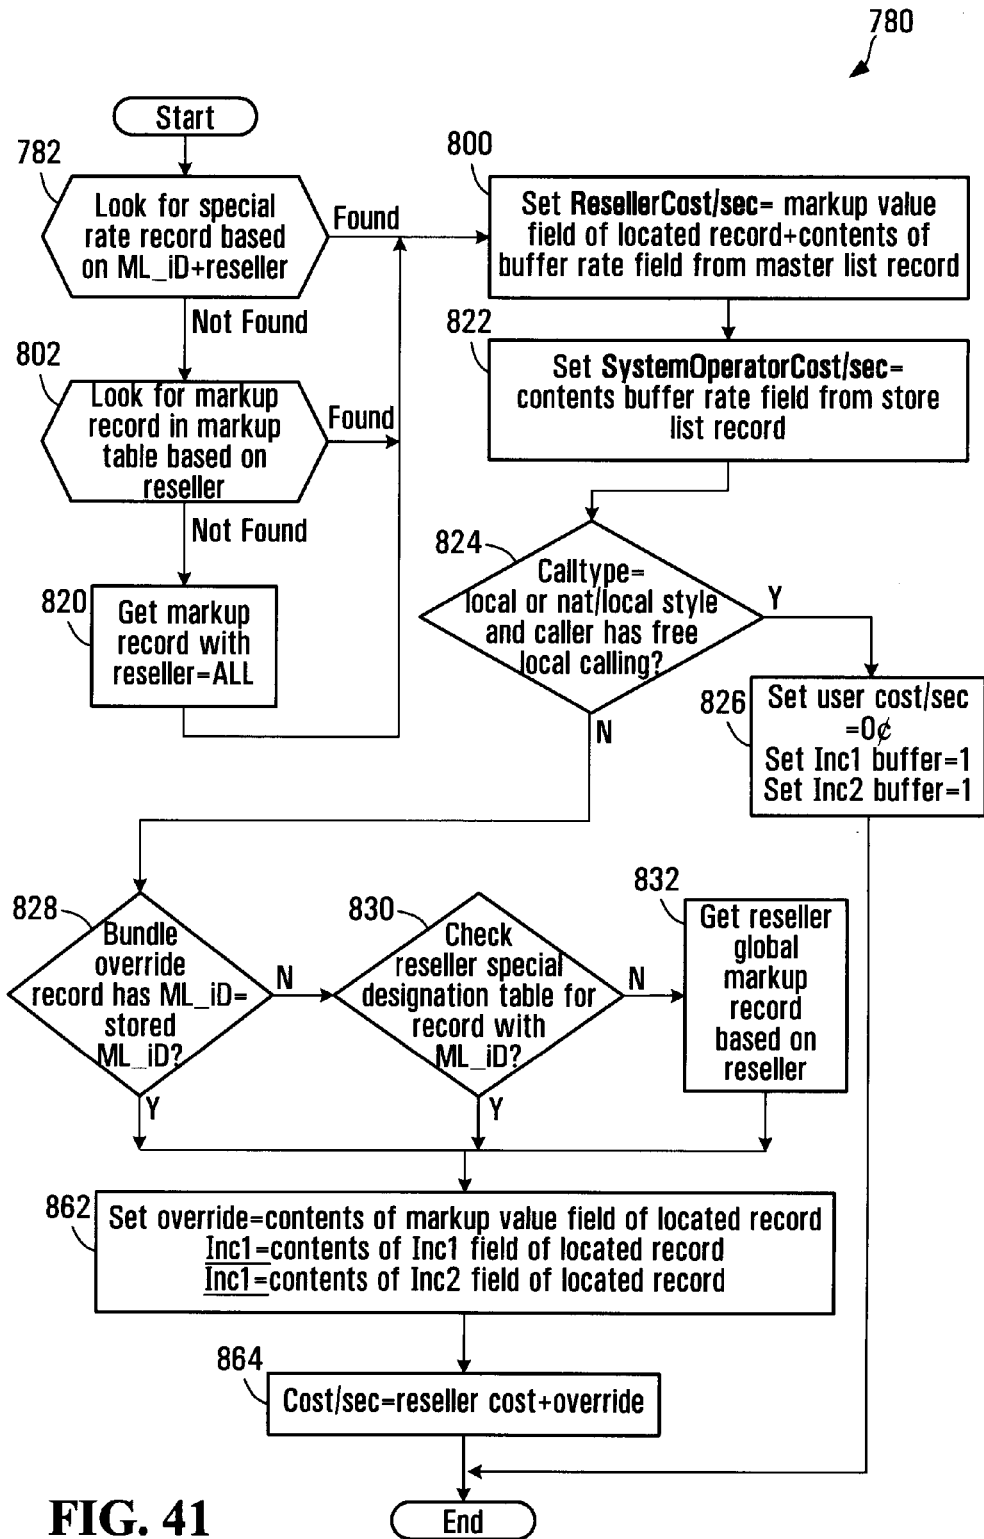 780
Start
782
Look for special
rate record based
on ML_iD+reseller
Found
Not Found
802
Look for markup
record in markup
table based on
reseller
Found
Not Found
820
Get markup
record with
reseller=ALL
800
Set ResellerCost/sec= markup value
field of located record+contents of
buffer rate field from master list record
822
Set SystemOperatorCost/sec=
contents buffer rate field from store
list record
824
Calltype=
local or nat/local style
and caller has free
local calling?
Y
N
826
Set user cost/sec
=0¢
Set Inc1 buffer=1
Set Inc2 buffer=1
828
Bundle
override
record has ML_iD=
stored
ML_iD?
N
Y
830
Check
reseller special
designation table for
record with
ML_iD?
N
Y
832
Get reseller
global
markup
record
based on
reseller
862
Set override=contents of markup value field of located record
Inc1=contents of Inc1 field of located record
Inc1=contents of Inc2 field of located record
864
Cost/sec=reseller cost+override
End
FIG. 41